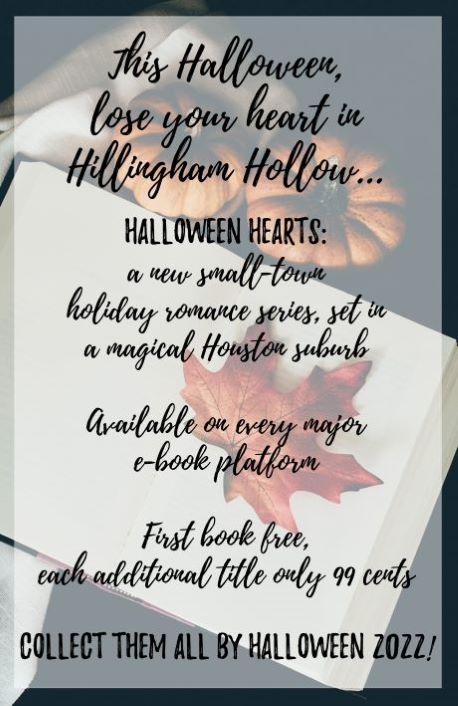 This Halloween,
lose your heart in
Hillingham Hollow...
HALLOWEEN HEARTS:
a new small-town
holiday romance series, set in
a magical Houston suburb
Available on every major
e-book platform
First book free,
each additional title only 99 cents
COLLECT THEM ALL BY HALLOWEEN 2022!